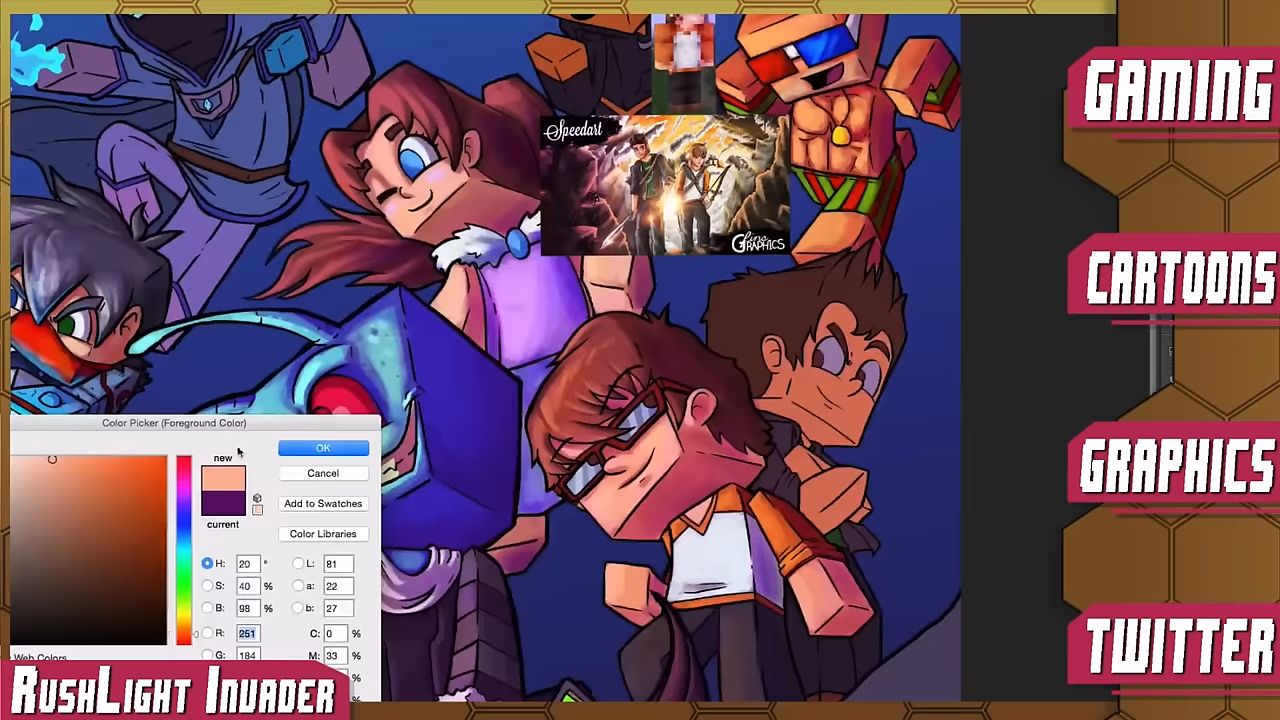 GAMING
Speedart
Lino
GRAPHICS
CARTOONS
Color Picker (Foreground Color)
new
OK
Cancel
Add to Swatches
current
Color Libraries
H: 20 °
L: 81
S: 40 %
a: 22
B: 98 %
b: 27
R: 251
C: 0 %
G: 184
M: 33 %
%
%
Web Colors
GRAPHICS
TWITTER
RUSHLIGHT INVADER